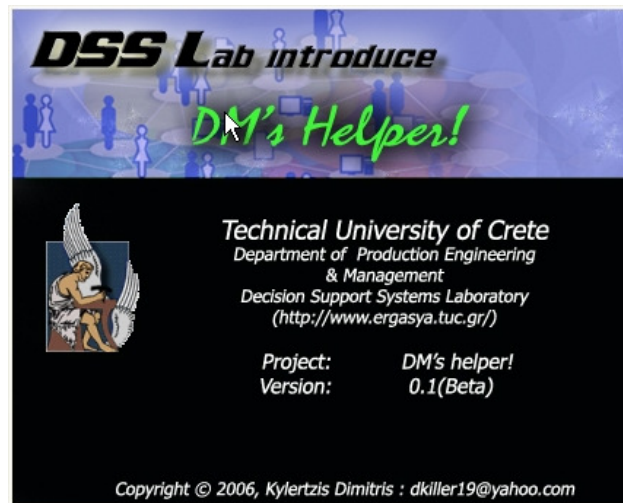 DSS Lab introduce
DM's Helper!
Technical University of Crete
Department of Production Engineering
& Management
Decision Support Systems Laboratory
(http://www.ergasya.tuc.gr/)
Project: DM's helper!
Version: 0.1(Beta)
Copyright © 2006, Kylertzis Dimitris : dkiller19@yahoo.com